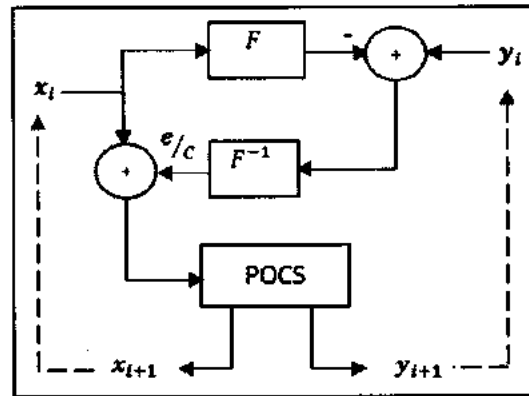 F
-
+
y_i
x_i
e/C
F^{-1}
+
POCS
x_{i+1}
y_{i+1}